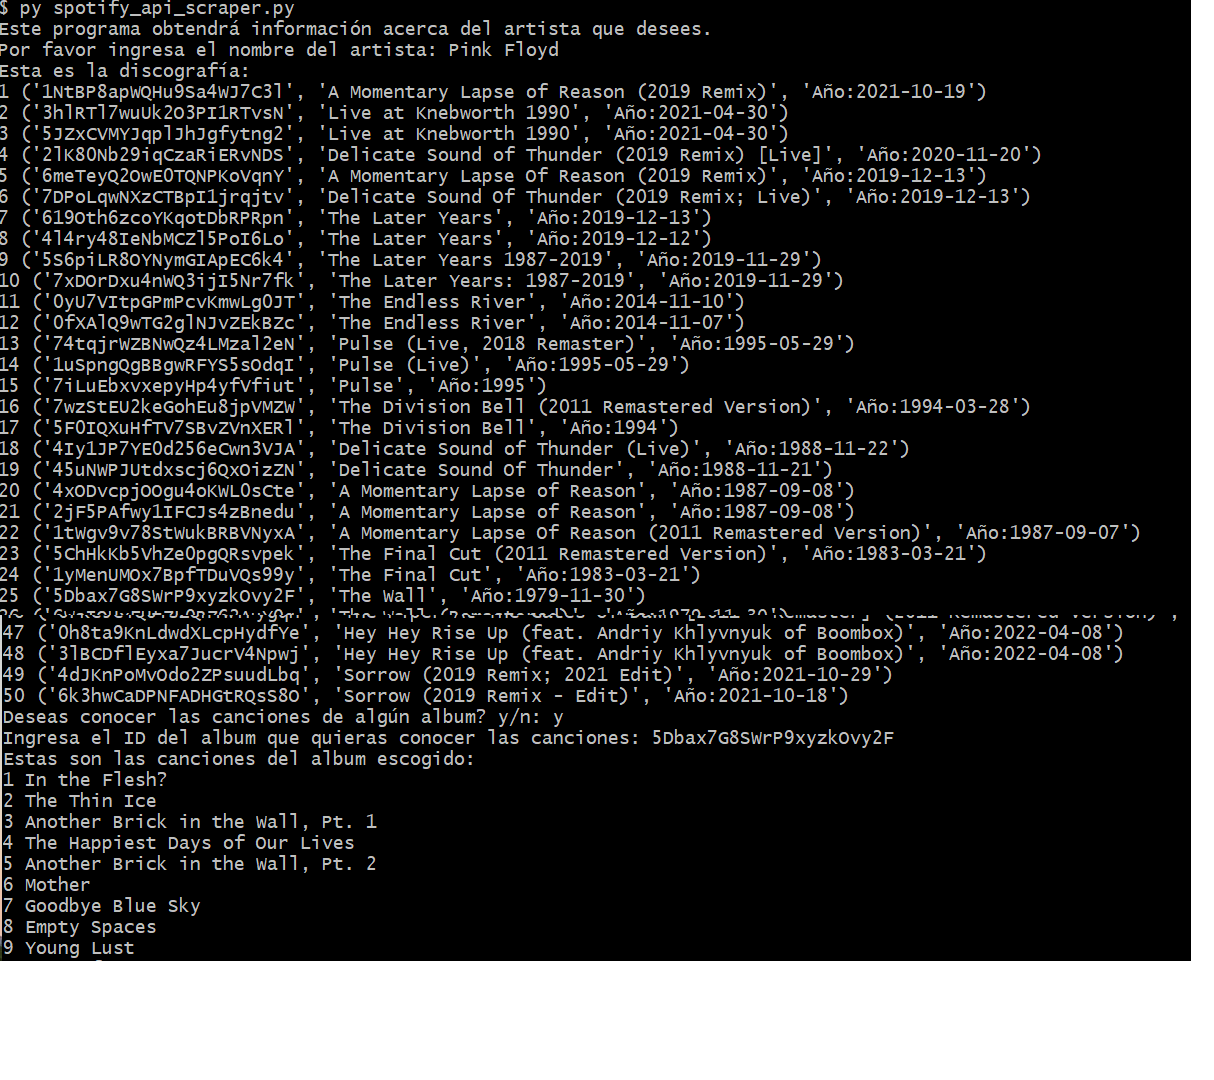 $ py spotify_api_scraper.py
Este programa obtendrá información acerca del artista que desees.
Por favor ingresa el nombre del artista: Pink Floyd
Esta es la discografía:
1 ('1NtBP8apWQHu9Sa4WJ7C3l', 'A Momentary Lapse of Reason (2019 Remix)', 'Año:2021-10-19')
2 ('3hlRTl7wuUk2O3PI1RTvsN', 'Live at Knebworth 1990', 'Año:2021-04-30')
3 ('5JZxCVMYJqplJhJgfytng2', 'Live at Knebworth 1990', 'Año:2021-04-30')
4 ('2lK80Nb29iqCzaRiERvNDS', 'Delicate Sound of Thunder (2019 Remix) [Live]', 'Año:2020-11-20')
5 ('6meTeyQ2OwE0TQNPKoVqnY', 'A Momentary Lapse Of Reason (2019 Remix)', 'Año:2019-12-13')
6 ('7DPoLqwNXzCTBpI1jrqjtv', 'Delicate Sound Of Thunder (2019 Remix; Live)', 'Año:2019-12-13')
7 ('619Oth6zcoYKqotDbRPRpn', 'The Later Years', 'Año:2019-12-13')
8 ('4l4ry48IeNbMCZl5PoI6Lo', 'The Later Years', 'Año:2019-12-12')
9 ('5S6piLR8OYNymGIApEC6k4', 'The Later Years 1987-2019', 'Año:2019-11-29')
10 ('7xDOrDxu4nWQ3ijI5Nr7fk', 'The Later Years: 1987-2019', 'Año:2019-11-29')
11 ('0yU7VItpGPmPcvKmwLg0JT', 'The Endless River', 'Año:2014-11-10')
12 ('0fXAlQ9wTG2glNJvZEkBZc', 'The Endless River', 'Año:2014-11-07')
13 ('74tqjrWZBNwQz4LMzal2eN', 'Pulse (Live, 2018 Remaster)', 'Año:1995-05-29')
14 ('1uSpngQgBBgwRFYS5sOdqI', 'Pulse (Live)', 'Año:1995-05-29')
15 ('7iLuEbxvxepyHp4yfVfiut', 'Pulse', 'Año:1995')
16 ('7wzStEU2keGohEu8jpVMZW', 'The Division Bell (2011 Remastered Version)', 'Año:1994-03-28')
17 ('5F0IQXuHfTV7SBvZVnXERl', 'The Division Bell', 'Año:1994')
18 ('4Iy1JP7YE0d256eCwn3VJA', 'Delicate Sound of Thunder (Live)', 'Año:1988-11-22')
19 ('45uNWPJUtdxscj6QxOizZN', 'Delicate Sound Of Thunder', 'Año:1988-11-21')
20 ('4xODvcpjOOgu4oKWL0sCte', 'A Momentary Lapse of Reason', 'Año:1987-09-08')
21 ('2jF5PAfwy1IFCJs4zBnedu', 'A Momentary Lapse of Reason', 'Año:1987-09-08')
22 ('1tWgv9v78StWukBRBVNyxA', 'A Momentary Lapse Of Reason (2011 Remastered Version)', 'Año:1987-09-07')
23 ('5ChHkKb5VhZe0pgQRsvpek', 'The Final Cut (2011 Remastered Version)', 'Año:1983-03-21')
24 ('1yMenUMOx7BpfTDuVQs99y', 'The Final Cut', 'Año:1983-03-21')
25 ('5Dbax7G8SWrP9xyzkOvy2F', 'The Wall', 'Año:1979-11-30')
47 ('0h8ta9KnLdwdXLcpHydfYe', 'Hey Hey Rise Up (feat. Andriy Khlyvnyuk of Boombox)', 'Año:2022-04-08')
48 ('3lBCDflEyxa7JucrV4Npwj', 'Hey Hey Rise Up (feat. Andriy Khlyvnyuk of Boombox)', 'Año:2022-04-08')
49 ('4dJKnPoMvOdo2ZPsuudLbq', 'Sorrow (2019 Remix; 2021 Edit)', 'Año:2021-10-29')
50 ('6k3hwCaDPNFADHGtRQsS8O', 'Sorrow (2019 Remix - Edit)', 'Año:2021-10-18')
Deseas conocer las canciones de algún album? y/n: y
Ingresa el ID del album que quieras conocer las canciones: 5Dbax7G8SWrP9xyzkOvy2F
Estas son las canciones del album escogido:
1 In the Flesh?
2 The Thin Ice
3 Another Brick in the Wall, Pt. 1
4 The Happiest Days of Our Lives
5 Another Brick in the Wall, Pt. 2
6 Mother
7 Goodbye Blue Sky
8 Empty Spaces
9 Young Lust